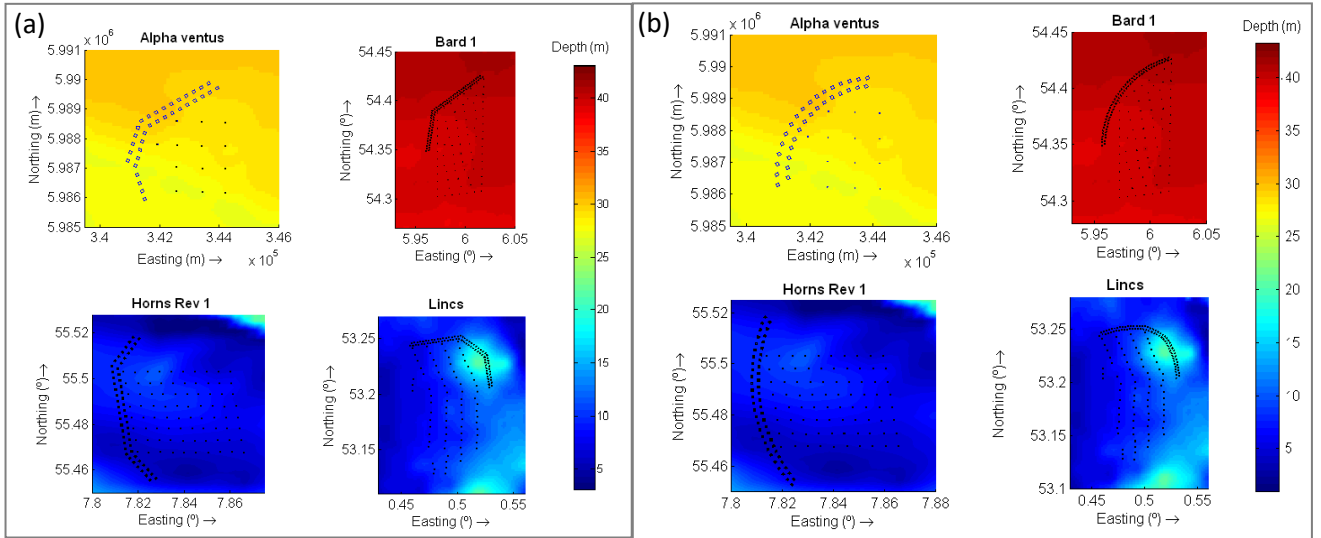 (a)
Alpha ventus
x 10⁶
5.991
5.99
5.989
5.988
5.987
5.986
5.985
Northing (m) →
3.4
3.42
3.44
3.46
Easting (m) →
x 10⁵
Bard 1
54.45
54.4
54.35
54.3
Northing (º) →
5.95
6
6.05
Easting (º) →
Depth (m)
40
35
30
25
20
15
10
5
Horns Rev 1
55.52
55.5
55.48
55.46
Northing (º) →
7.8
7.82
7.84
7.86
Easting (º) →
Lincs
53.25
53.2
53.15
Northing (º) →
0.45
0.5
0.55
Easting (º) →
(b)
Alpha ventus
x 10⁶
5.991
5.99
5.989
5.988
5.987
5.986
5.985
Northing (m) →
3.4
3.42
3.44
3.46
Easting (m) →
x 10⁵
Bard 1
54.45
54.4
54.35
54.3
Northing (º) →
5.95
6
6.05
Easting (º) →
Depth (m)
40
35
30
25
20
15
10
5
Horns Rev 1
55.52
55.5
55.48
55.46
Northing (º) →
7.8
7.82
7.84
7.86
7.88
Easting (º) →
Lincs
53.25
53.2
53.15
53.1
Northing (º) →
0.45
0.5
0.55
Easting (º) →